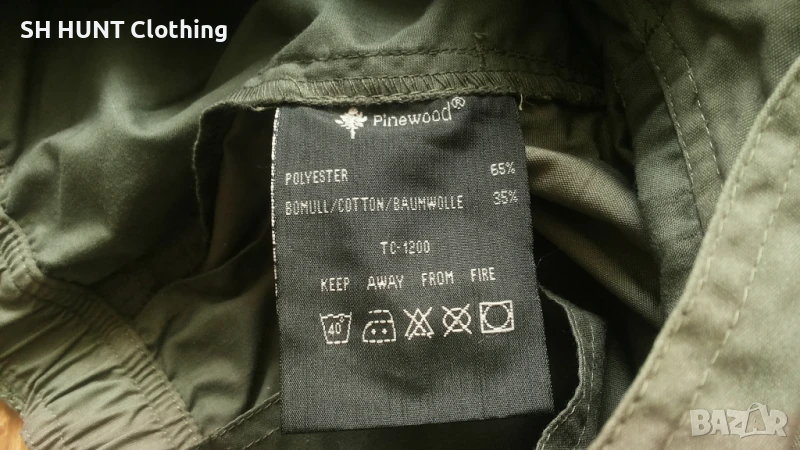 SH HUNT Clothing
Pinewood®
POLYESTER 65%
BOMULL/COTTON/BAUMWOLLE 35%
TC-1200
KEEP AWAY FROM FIRE
40°
BAZAR